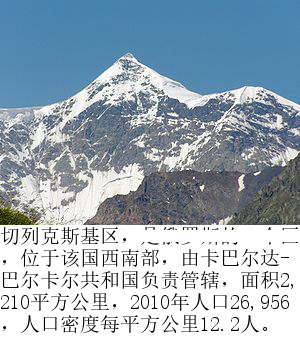 切列克斯基区，
，位于该国西南部，由卡巴尔达-
巴尔卡尔共和国负责管辖，面积2,
210平方公里，2010年人口26,956
，人口密度每平方公里12.2人。